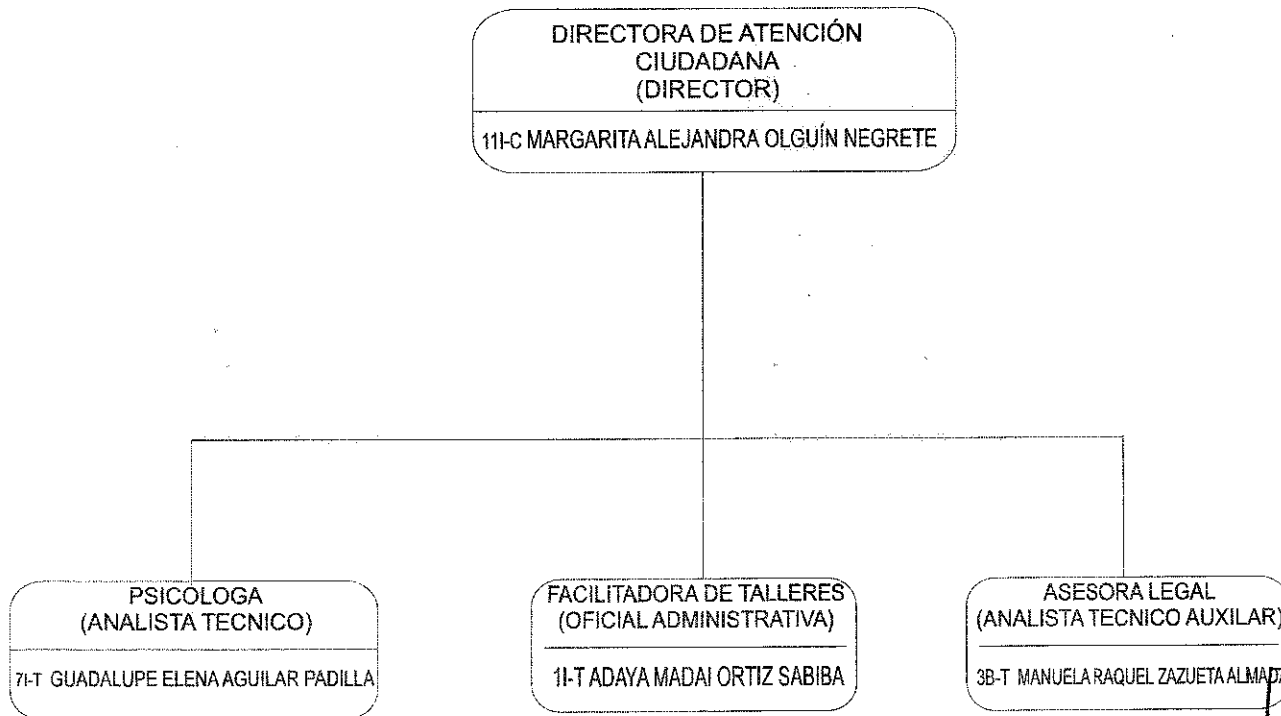 DIRECTORA DE ATENCIÓN
CIUDADANA
(DIRECTOR)
11I-C MARGARITA ALEJANDRA OLGUÍN NEGRETE
PSICOLOGA
(ANALISTA TECNICO)
7I-T GUADALUPE ELENA AGUILAR PADILLA
FACILITADORA DE TALLERES
(OFICIAL ADMINISTRATIVA)
1I-T ADAYA MADAI ORTIZ SABIBA
ASESORA LEGAL
(ANALISTA TECNICO AUXILAR)
3B-T MANUELA RAQUEL ZAZUETA ALMADA